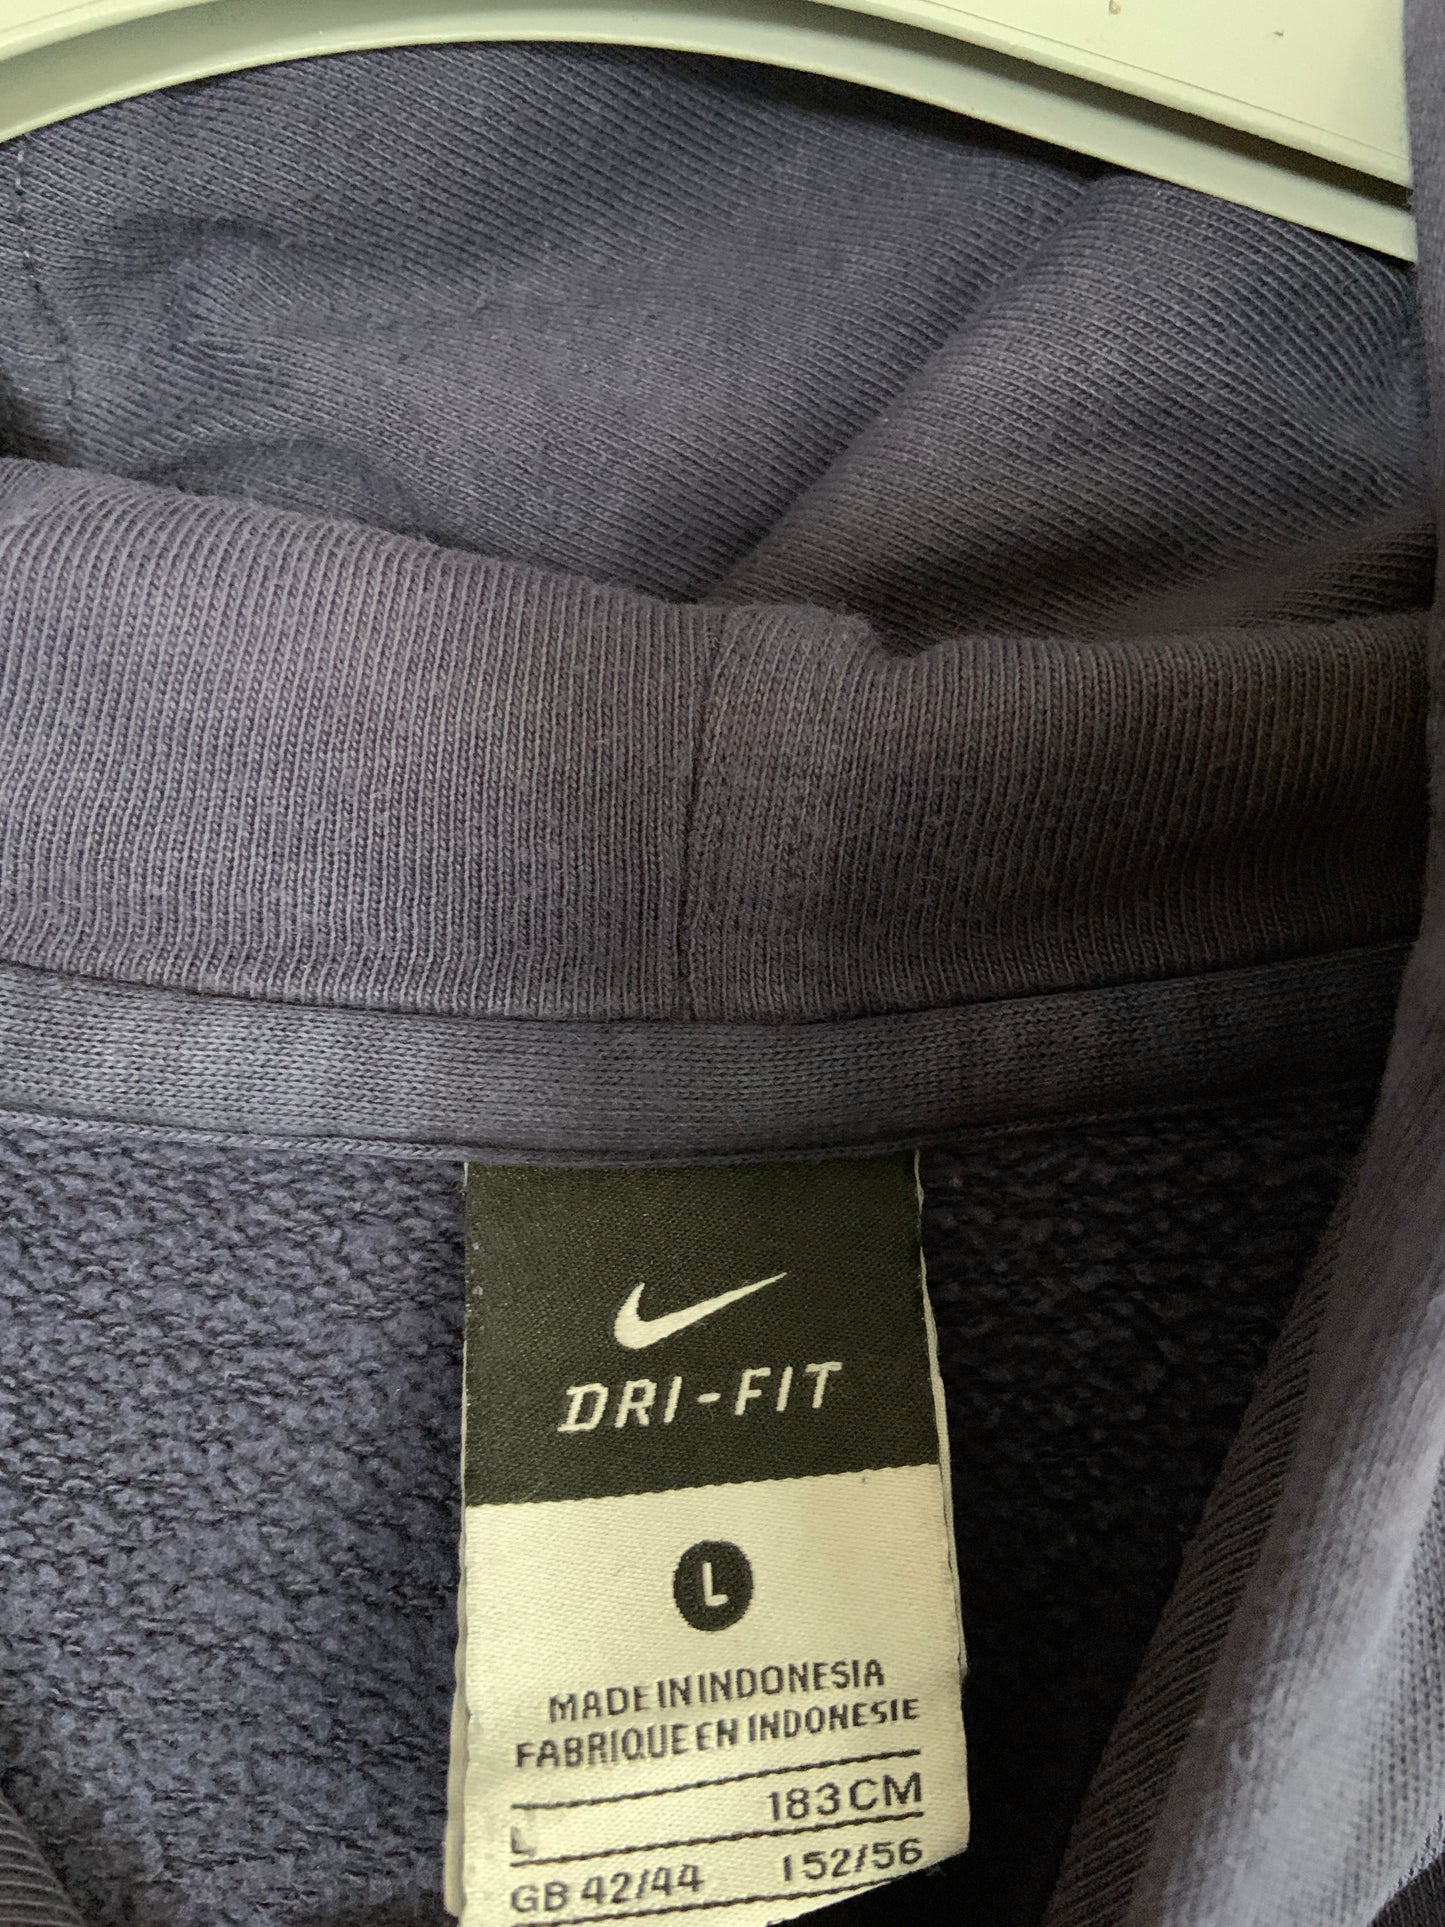 DRI-FIT
L
MADE IN INDONESIA
FABRIQUE EN INDONESIE
L 183CM
GB 42/44 152/56